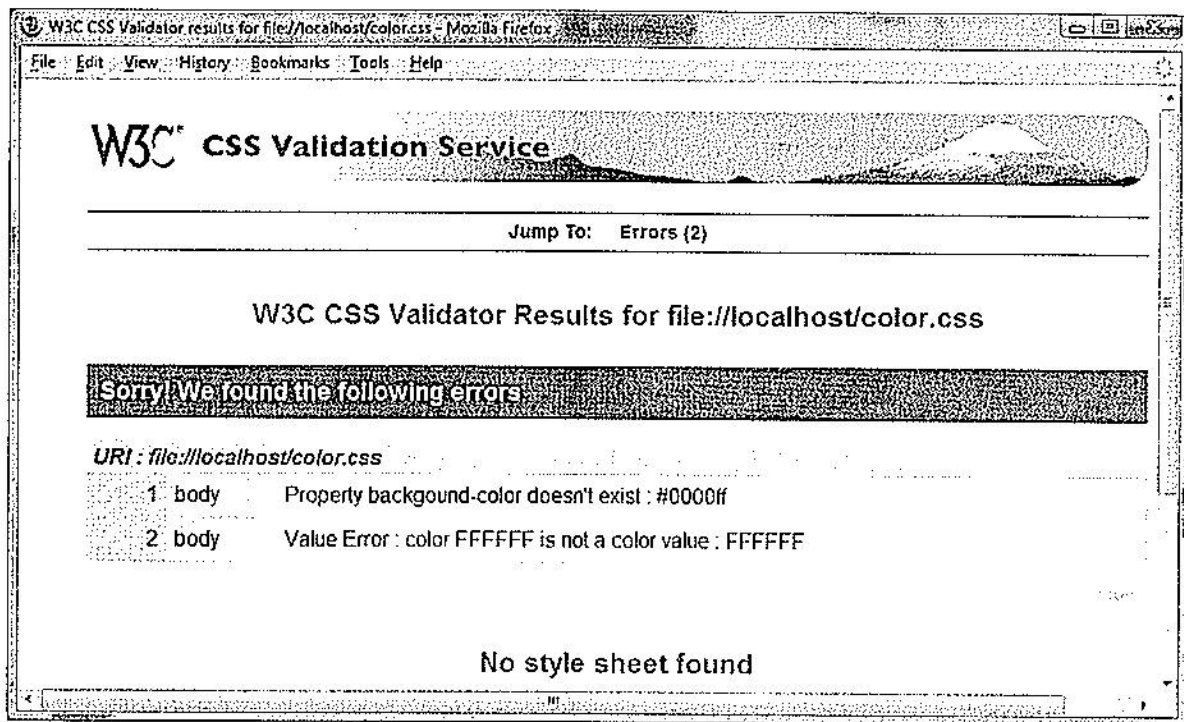 W3C CSS Validator results for file://localhost/color.css - Mozilla Firefox
File Edit View History Bookmarks Tools Help
W3C® CSS Validation Service
Jump To: Errors (2)
W3C CSS Validator Results for file://localhost/color.css
Sorry! We found the following errors
URI : file://localhost/color.css
1 body Property backgound-color doesn't exist : #0000ff
2 body Value Error : color FFFFFF is not a color value : FFFFFF
No style sheet found